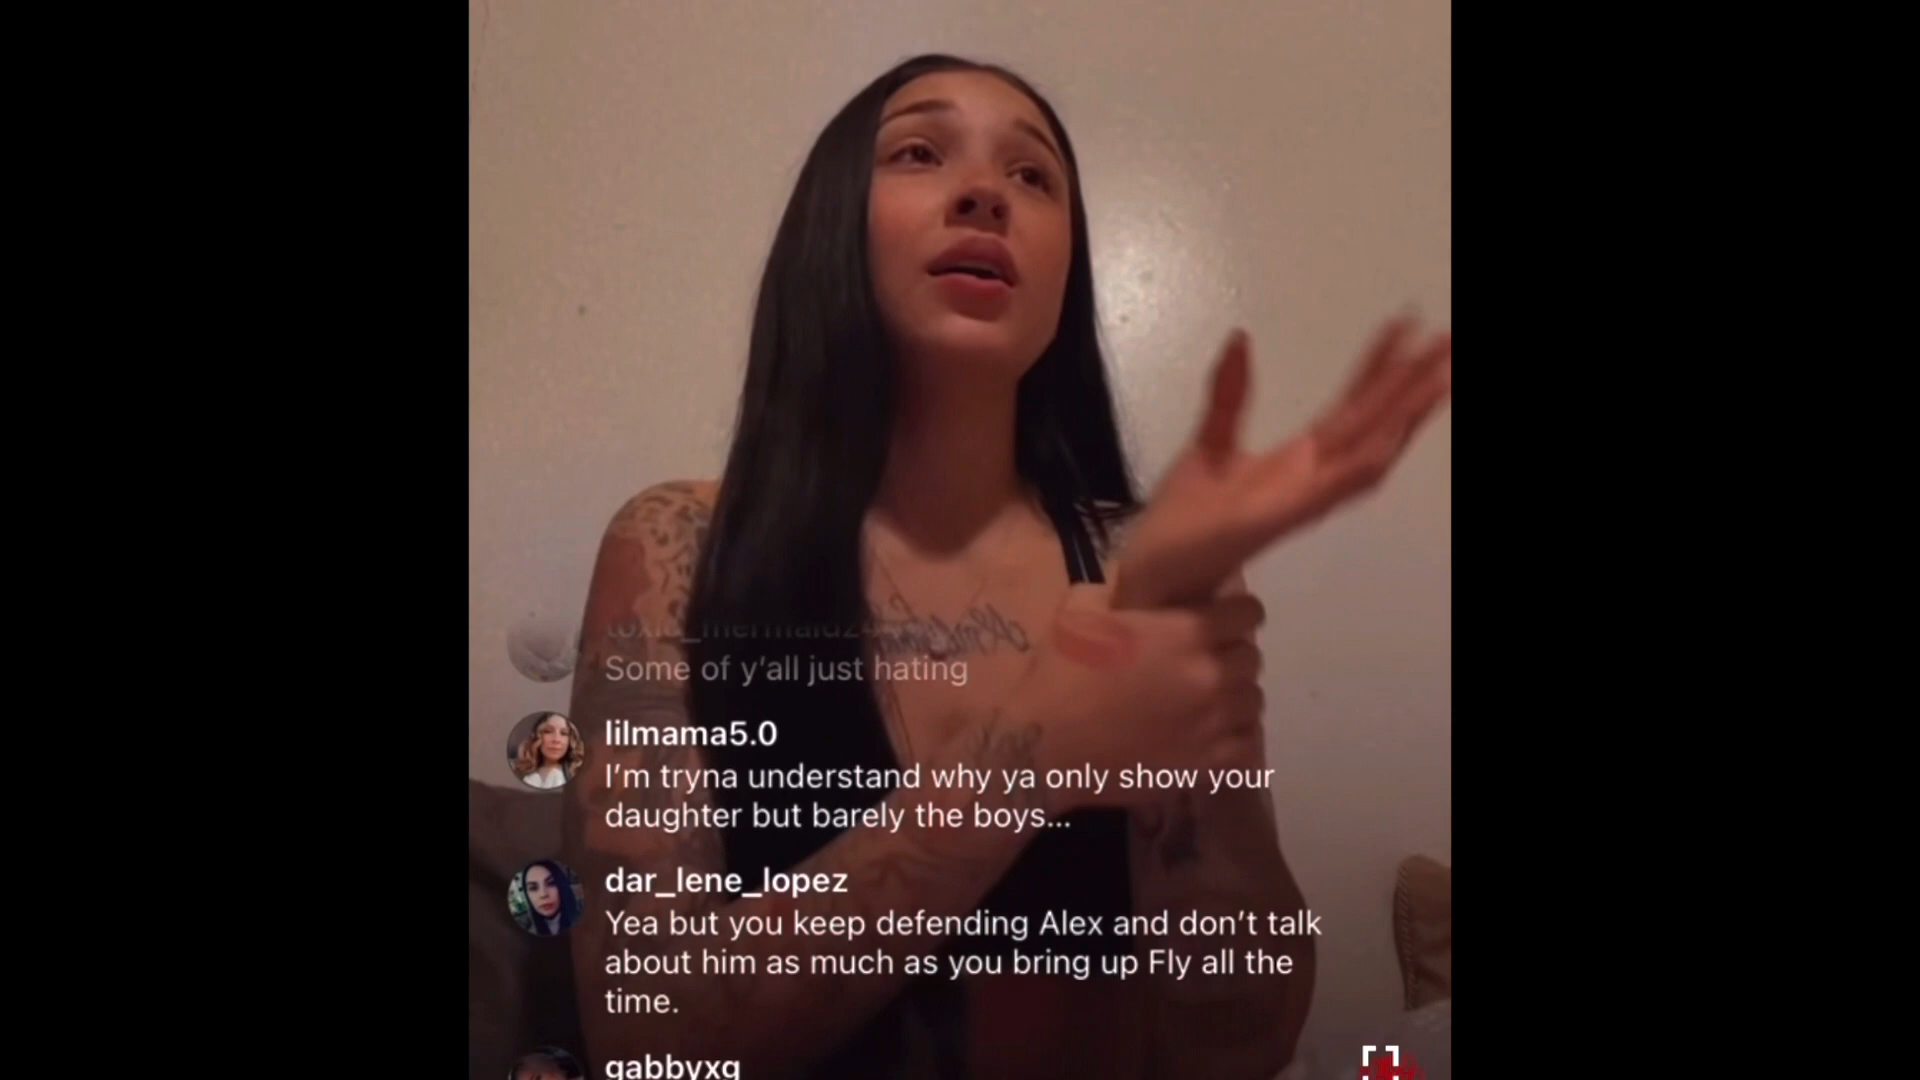 toxic_mermaid24
Some of y'all just hating
lilmama5.0
I'm tryna understand why ya only show your
daughter but barely the boys...
dar_lene_lopez
Yea but you keep defending Alex and don't talk
about him as much as you bring up Fly all the
time.
gabbyxg